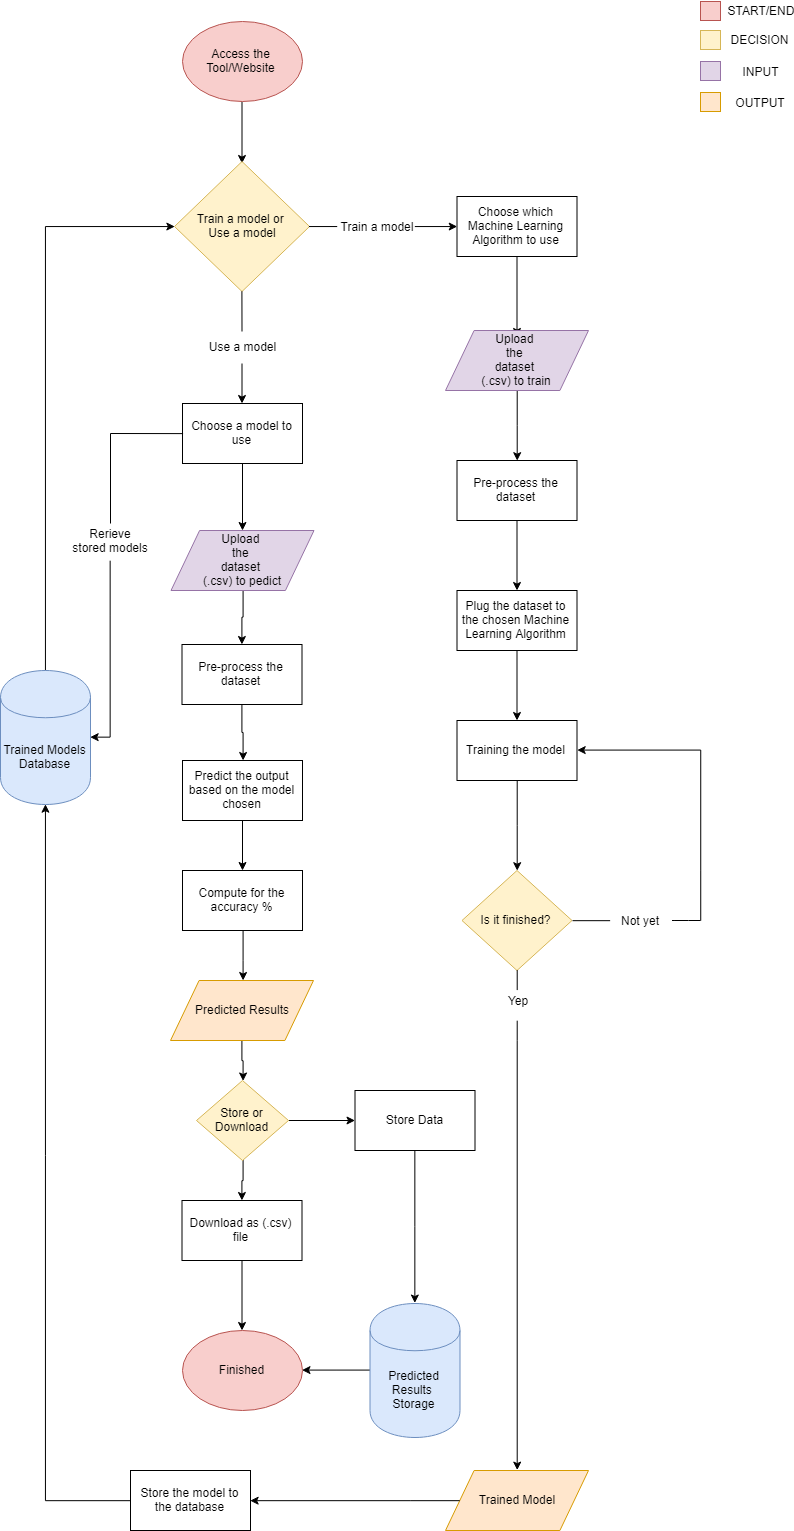 START/END
DECISION
INPUT
OUTPUT
Access the
Tool/Website
Train a model or
Use a model
Train a model
Choose which
Machine Learning
Algorithm to use
Upload
the
dataset
(.csv) to train
Pre-process the
dataset
Plug the dataset to
the chosen Machine
Learning Algorithm
Training the model
Is it finished?
Not yet
Yep
Trained Model
Store the model to
the database
Trained Models
Database
Use a model
Choose a model to
use
Rerieve
stored models
Upload
the
dataset
(.csv) to pedict
Pre-process the
dataset
Predict the output
based on the model
chosen
Compute for the
accuracy %
Predicted Results
Store or
Download
Store Data
Download as (.csv)
file
Predicted
Results
Storage
Finished